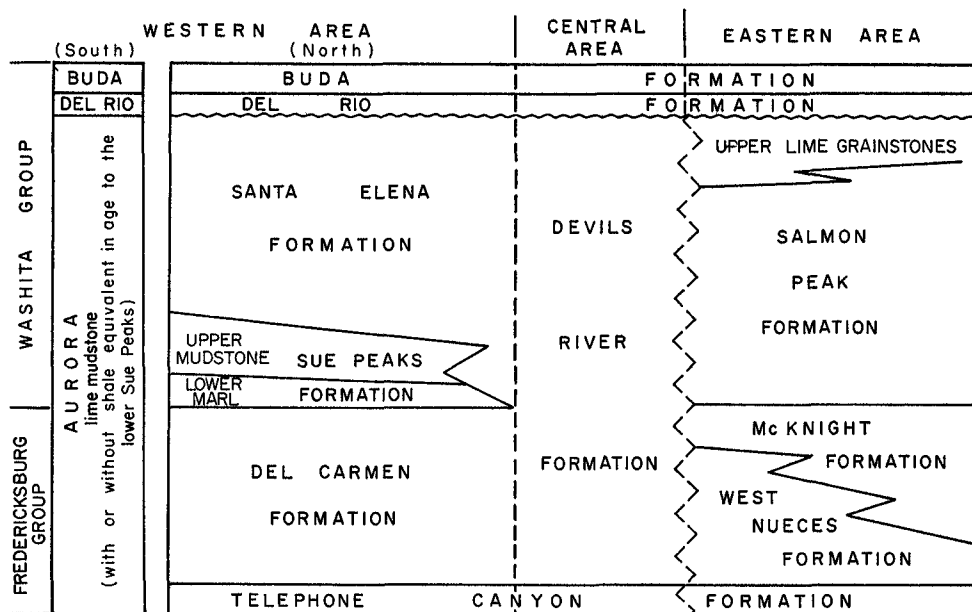 WESTERN AREA
(South) (North)
CENTRAL
AREA
EASTERN AREA
BUDA
BUDA FORMATION
DEL RIO
DEL RIO FORMATION
WASHITA GROUP
FREDERICKSBURG
GROUP
AURORA
lime mudstone
(with or without shale equivalent in age to the
lower Sue Peaks)
SANTA ELENA
FORMATION
UPPER
MUDSTONE
SUE PEAKS
LOWER
MARL
FORMATION
DEL CARMEN
FORMATION
DEVILS
RIVER
FORMATION
UPPER LIME GRAINSTONES
SALMON
PEAK
FORMATION
Mc KNIGHT
FORMATION
WEST
NUECES
FORMATION
TELEPHONE CANYON FORMATION